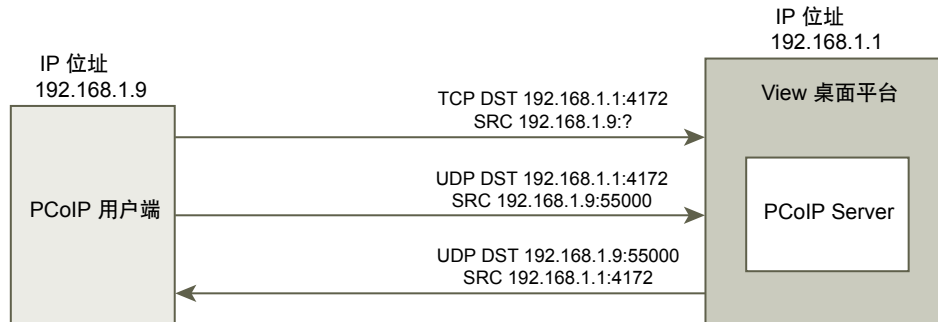 IP 位址
192.168.1.9
PCoIP 用户端
TCP DST 192.168.1.1:4172
SRC 192.168.1.9:?
UDP DST 192.168.1.1:4172
SRC 192.168.1.9:55000
UDP DST 192.168.1.9:55000
SRC 192.168.1.1:4172
IP 位址
192.168.1.1
View 桌面平台
PCoIP Server